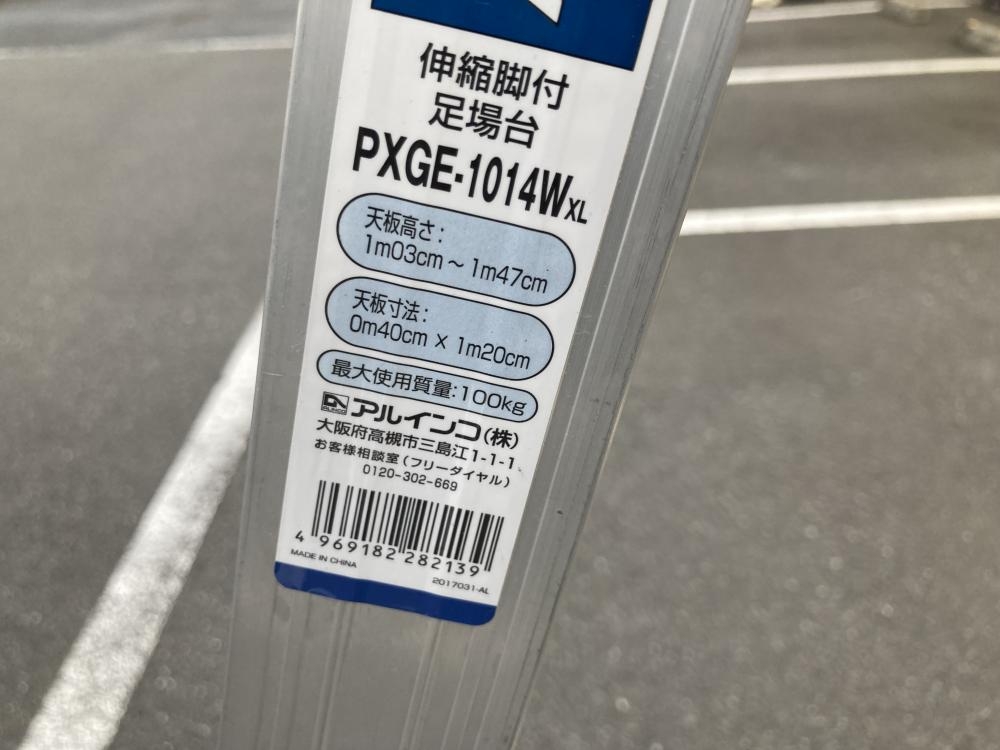 伸縮脚付
足場台
PXGE-1014WXL
天板高さ:
1m03cm～1m47cm
天板寸法:
0m40cm×1m20cm
最大使用質量:100kg
ALINCO アルインコ(株)
大阪府高槻市三島江1-1-1
お客様相談室(フリーダイヤル)
0120-302-669
4 969182 282139
MADE IN CHINA
2017031-AL